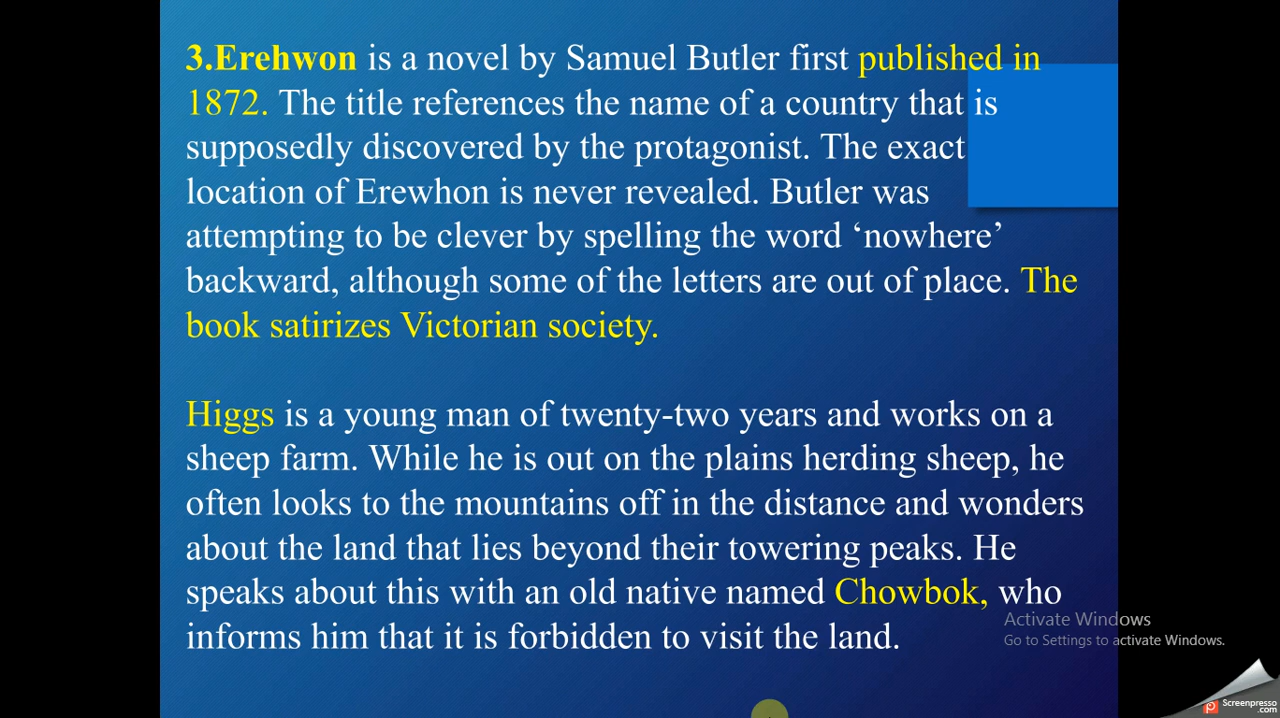 3.Erehwon is a novel by Samuel Butler first published in
1872. The title references the name of a country that is
supposedly discovered by the protagonist. The exact
location of Erewhon is never revealed. Butler was
attempting to be clever by spelling the word ‘nowhere’
backward, although some of the letters are out of place. The
book satirizes Victorian society.
Higgs is a young man of twenty-two years and works on a
sheep farm. While he is out on the plains herding sheep, he
often looks to the mountains off in the distance and wonders
about the land that lies beyond their towering peaks. He
speaks about this with an old native named Chowbok, who
informs him that it is forbidden to visit the land.
Activate Windows
Go to Settings to activate Windows.
Screenpresso
.com